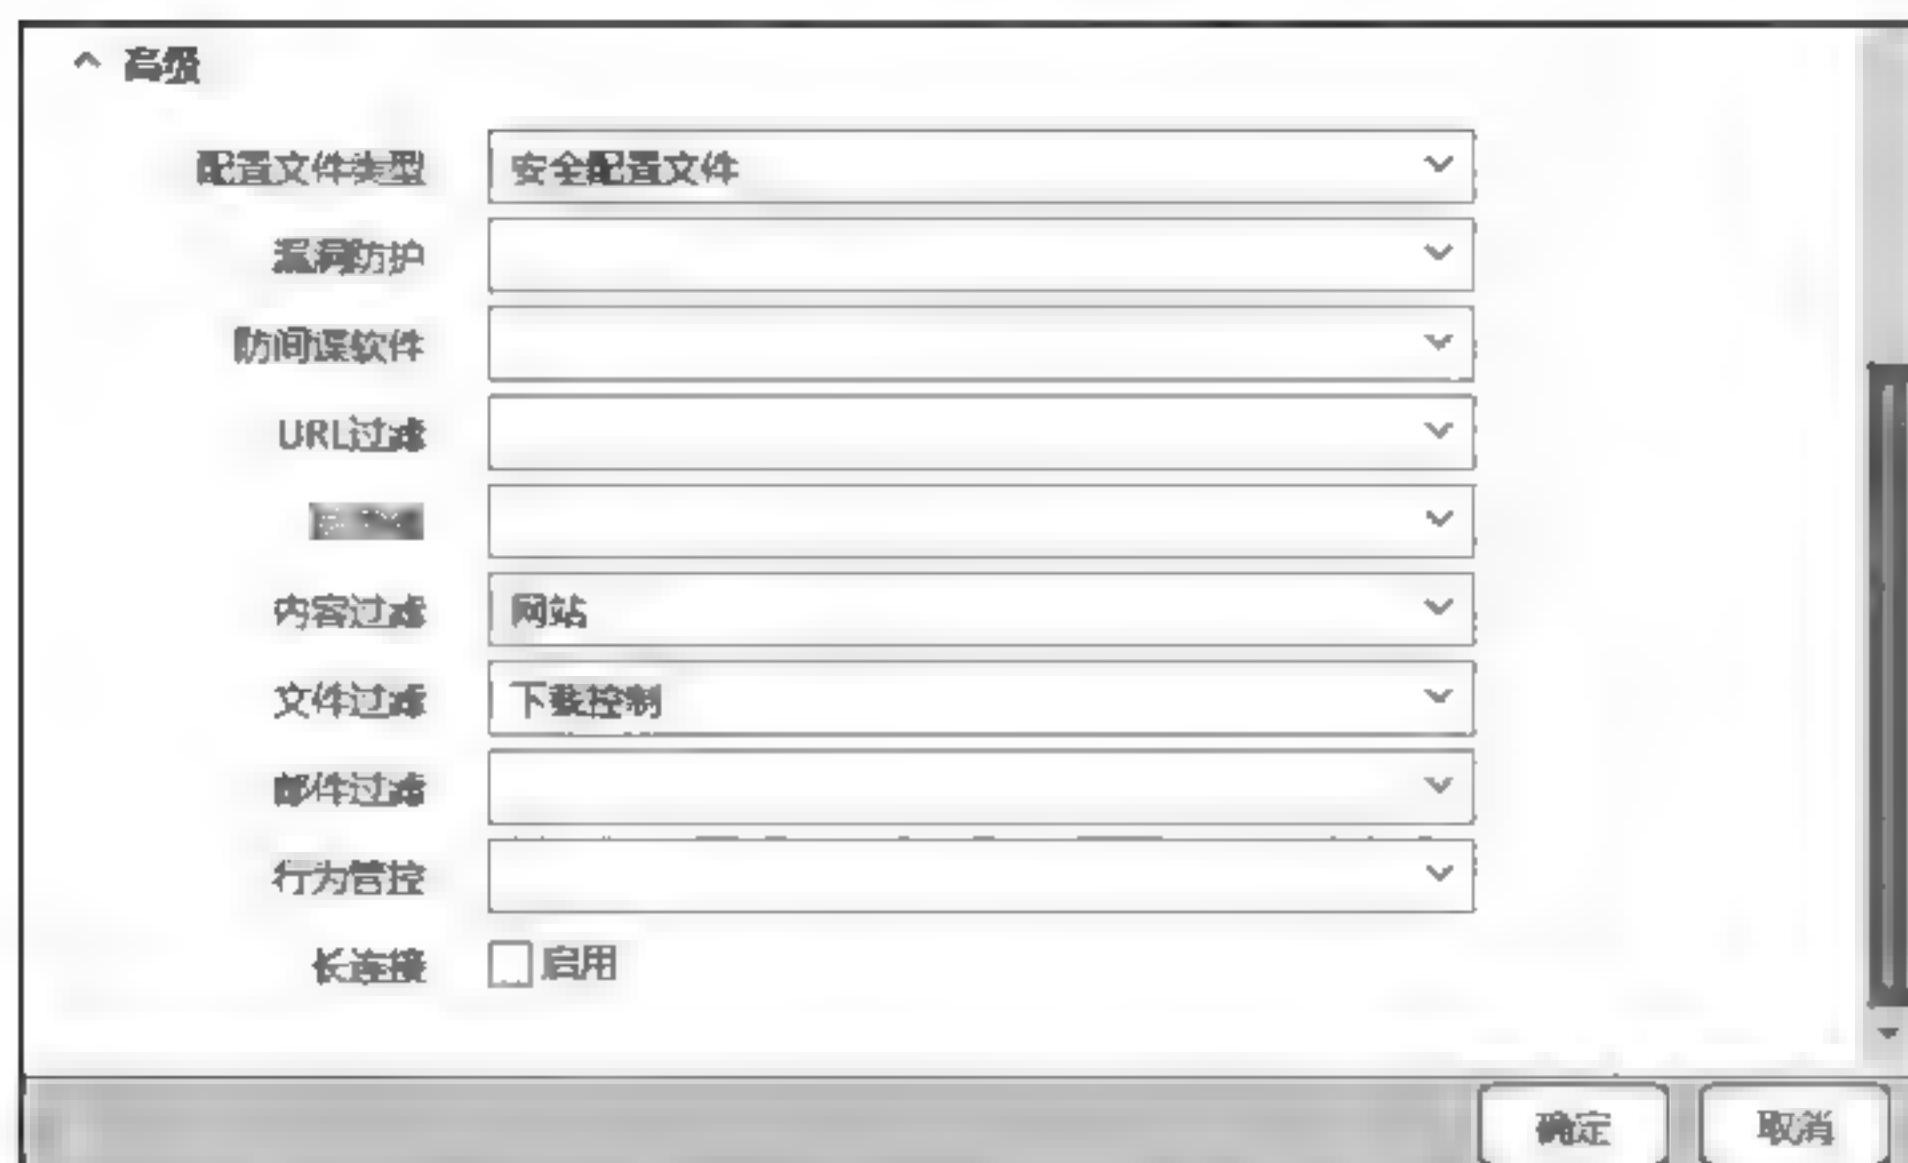 高级
配置文件类型 安全配置文件
漏洞防护
防间谍软件
URL过滤
内容过滤 网站
文件过滤 下载控制
邮件过滤
行为管控
长连接 启用
确定 取消